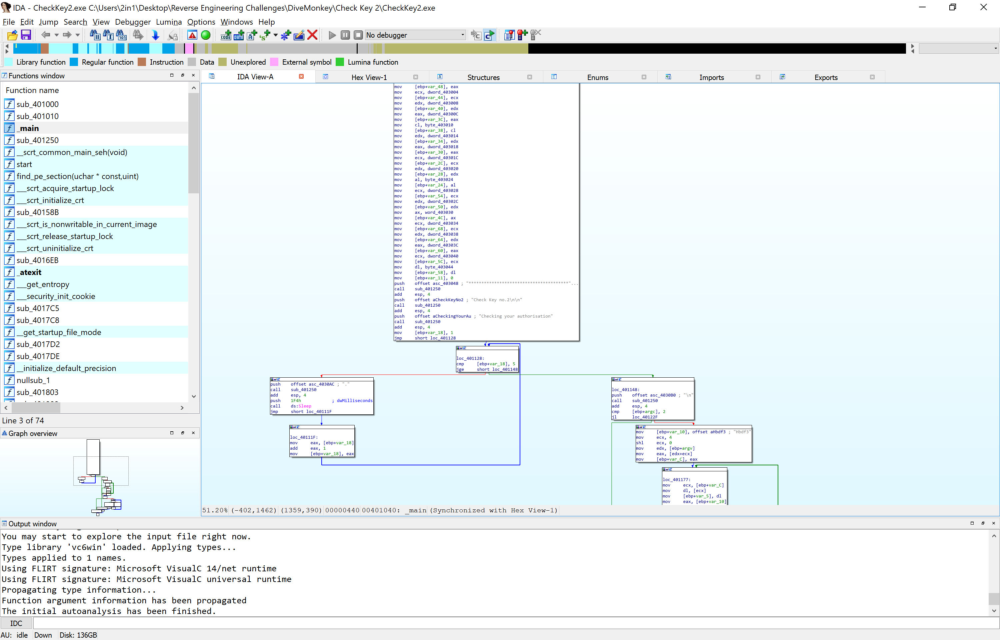 IDA - CheckKey2.exe C:\Users\2in1\Desktop\Reverse Engineering Challenges\DiveMonkey\Check Key 2\CheckKey2.exe
File Edit Jump Search View Debugger Lumina Options Windows Help
No debugger
Library function Regular function Instruction Data Unexplored External symbol Lumina function
Functions window
Function name
sub_401000
sub_401010
_main
sub_401250
__scrt_common_main_seh(void)
start
find_pe_section(uchar * const,uint)
___scrt_acquire_startup_lock
___scrt_initialize_crt
sub_40158B
___scrt_is_nonwritable_in_current_image
___scrt_release_startup_lock
___scrt_uninitialize_crt
sub_4016EB
_atexit
___get_entropy
___security_init_cookie
sub_4017C5
sub_4017C8
__get_startup_file_mode
sub_4017D2
sub_4017DE
__initialize_default_precision
nullsub_1
sub_401803
Line 3 of 74
Graph overview
IDA View-A Hex View-1 Structures Enums Imports Exports
mov [ebp+var_48], eax
mov ecx, dword_403004
mov [ebp+var_44], ecx
mov edx, dword_403008
mov [ebp+var_40], edx
mov eax, dword_40300C
mov [ebp+var_3C], eax
mov cl, byte_403010
mov [ebp+var_38], cl
mov edx, dword_403014
mov [ebp+var_34], edx
mov eax, dword_403018
mov [ebp+var_30], eax
mov ecx, dword_40301C
mov [ebp+var_2C], ecx
mov edx, dword_403020
mov [ebp+var_28], edx
mov al, byte_403024
mov [ebp+var_24], al
mov ecx, dword_403028
mov [ebp+var_54], ecx
mov edx, dword_40302C
mov [ebp+var_50], edx
mov ax, word_403030
mov [ebp+var_4C], ax
mov ecx, dword_403034
mov [ebp+var_68], ecx
mov edx, dword_403038
mov [ebp+var_64], edx
mov eax, dword_40303C
mov [ebp+var_60], eax
mov ecx, dword_403040
mov [ebp+var_5C], ecx
mov dl, byte_403044
mov [ebp+var_58], dl
mov [ebp+var_11], 0
push offset asc_403048 ; "***************************************"...
call sub_401250
add esp, 4
push offset aCheckKeyNo2 ; "Check Key no.2\n\n"
call sub_401250
add esp, 4
push offset aCheckingYourAu ; "Checking your authorisation"
call sub_401250
add esp, 4
mov [ebp+var_18], 1
jmp short loc_401128
loc_401128:
cmp [ebp+var_18], 5
jge short loc_401148
push offset asc_4030AC ; "."
call sub_401250
add esp, 4
push 1F4h ; dwMilliseconds
call ds:Sleep
jmp short loc_40111F
loc_40111F:
mov eax, [ebp+var_18]
add eax, 1
mov [ebp+var_18], eax
loc_401148:
push offset asc_4030B0 ; "\n"
call sub_401250
add esp, 4
cmp [ebp+argc], 2
jl loc_40122F
mov [ebp+var_10], offset aHbdf3 ; "Hbdf3"
mov ecx, 4
shl ecx, 0
mov edx, [ebp+argv]
mov eax, [edx+ecx]
mov [ebp+var_C], eax
loc_401177:
mov ecx, [ebp+var_C]
mov dl, [ecx]
mov [ebp+var_5], dl
mov eax, [ebp+var_10]
51.20% (-402,1462) (1359,390) 00000440 00401040: _main (Synchronized with Hex View-1)
Output window
You may start to explore the input file right now.
Type library 'vc6win' loaded. Applying types...
Types applied to 1 names.
Using FLIRT signature: Microsoft VisualC 14/net runtime
Using FLIRT signature: Microsoft VisualC universal runtime
Propagating type information...
Function argument information has been propagated
The initial autoanalysis has been finished.
IDC
AU: idle Down Disk: 136GB